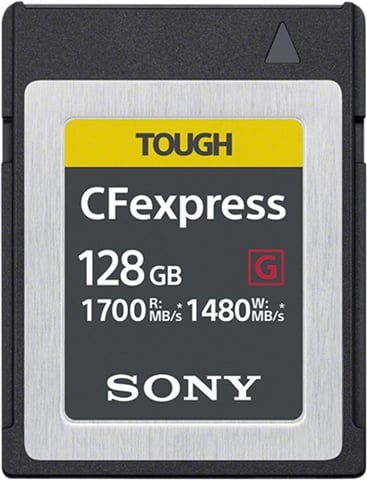 TOUGH
CFexpress
128 GB G
1700 R: MB/s* 1480 W: MB/s*
SONY